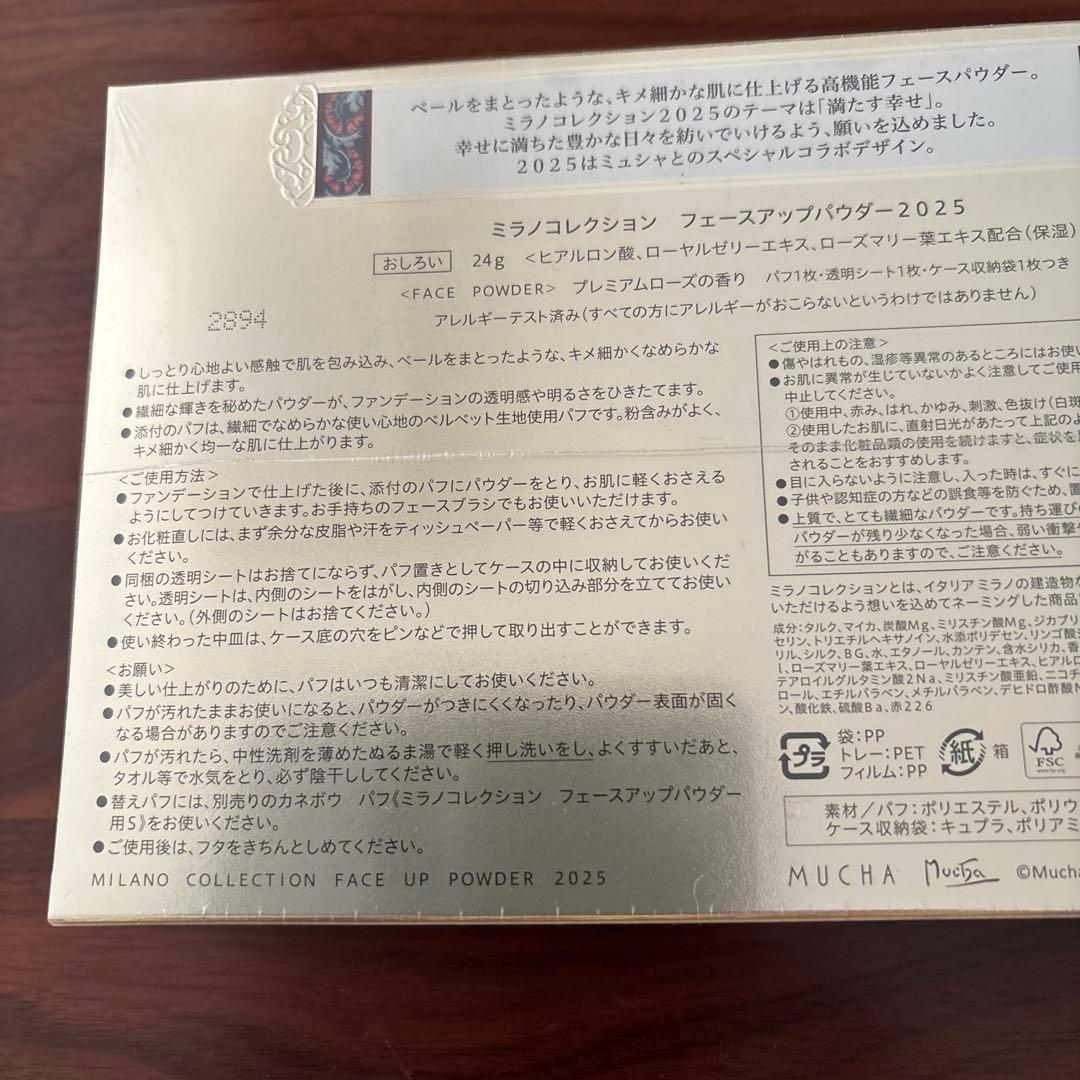 ベールをまとったような、キメ細かな肌に仕上げる高機能フェースパウダー。
ミラノコレクション2025のテーマは「満たす幸せ」。
幸せに満ちた豊かな日々を紡いでいけるよう、願いを込めました。
2025はミュシャとのスペシャルコラボデザイン。
ミラノコレクション フェースアップパウダー2025
おしろい 24g <ヒアルロン酸、ローヤルゼリーエキス、ローズマリー葉エキス配合(保湿)
<FACE POWDER> プレミアムローズの香り パフ1枚・透明シート1枚・ケース収納袋1枚つき
アレルギーテスト済み(すべての方にアレルギーがおこらないというわけではありません)
2894
●しっとり心地よい感触で肌を包み込み、ベールをまとったような、キメ細かくなめらかな
肌に仕上げます。
●繊細な輝きを秘めたパウダーが、ファンデーションの透明感や明るさをひきたてます。
●添付のパフは、繊細でなめらかな使い心地のベルベット生地使用パフです。粉含みがよく、
キメ細かく均一な肌に仕上がります。
<ご使用方法>
●ファンデーションで仕上げた後に、添付のパフにパウダーをとり、お肌に軽くおさえる
ようにしてつけていきます。お手持ちのフェースブラシでもお使いいただけます。
●お化粧直しには、まず余分な皮脂や汗をティッシュペーパー等で軽くおさえてからお使い
ください。
●同梱の透明シートはお捨てにならず、パフ置きとしてケースの中に収納してお使いくだ
さい。透明シートは、内側のシートをはがし、内側のシートの切り込み部分を立ててお使い
ください。(外側のシートはお捨てください。)
●使い終わった中皿は、ケース底の穴をピンなどで押して取り出すことができます。
<お願い>
●美しい仕上がりのために、パフはいつも清潔にしてお使いください。
●パフが汚れたままお使いになると、パウダーがつきにくくなったり、パウダー表面が固く
なる場合がありますのでご注意ください。
●パフが汚れたら、中性洗剤を薄めたぬるま湯で軽く押し洗いをし、よくすすいだあと、
タオル等で水気をとり、必ず陰干ししてください。
●替えパフには、別売りのカネボウ パフ《ミラノコレクション フェースアップパウダー
用S》をお使いください。
●ご使用後は、フタをきちんとしめてください。
MILANO COLLECTION FACE UP POWDER 2025
<ご使用上の注意>
●傷やはれもの、湿疹等異常のあるところにはお使い
●お肌に異常が生じていないかよく注意してご使用
中止してください。
①使用中、赤み、はれ、かゆみ、刺激、色抜け(白斑
②使用したお肌に、直射日光があたって上記のよ
そのまま化粧品類の使用を続けますと、症状を
されることをおすすめします。
●目に入らないように注意し、入った時は、すぐに
●子供や認知症の方などの誤食等を防ぐため、置
●上質で、とても繊細なパウダーです。持ち運び
パウダーが残り少なくなった場合、弱い衝撃
がることもありますので、ご注意ください。
ミラノコレクションとは、イタリア ミラノの建造物
いただけるよう想いを込めてネーミングした商品
成分:タルク、マイカ、炭酸Mg、ミリスチン酸Mg、ジカプリ
セリン、トリエチルヘキサノイン、水添ポリデセン、リンゴ酸
リル、シルク、BG、水、エタノール、カンテン、含水シリカ、香
l、ローズマリー葉エキス、ローヤルゼリーエキス、ヒアルロ
テアロイルグルタミン酸2Na、ミリスチン酸亜鉛、ニコチ
ロール、エチルパラベン、メチルパラベン、デヒドロ酢酸N
ン、酸化鉄、硫酸Ba、赤226
プラ 袋:PP
トレー:PET
フィルム:PP
紙 箱
FSC
素材/パフ:ポリエステル、ポリウ
ケース収納袋:キュプラ、ポリアミ
MUCHA Mucha ©Mucha